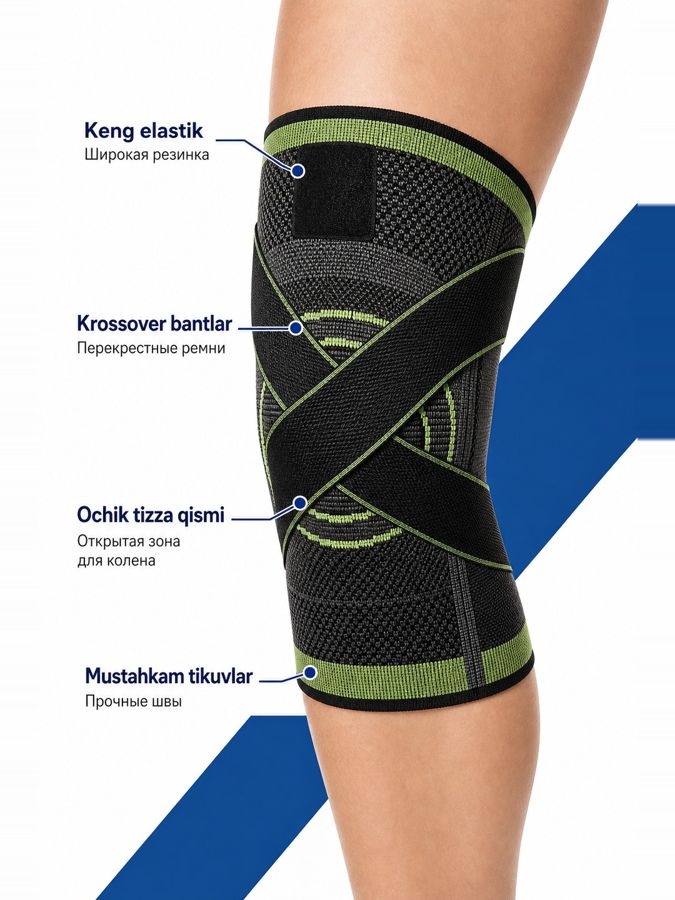 Keng elastik
Широкая резинка
Krossover bantlar
Перекрестные ремни
Ochik tizza qismi
Открытая зона
для колена
Mustahkam tikuvlar
Прочные швы